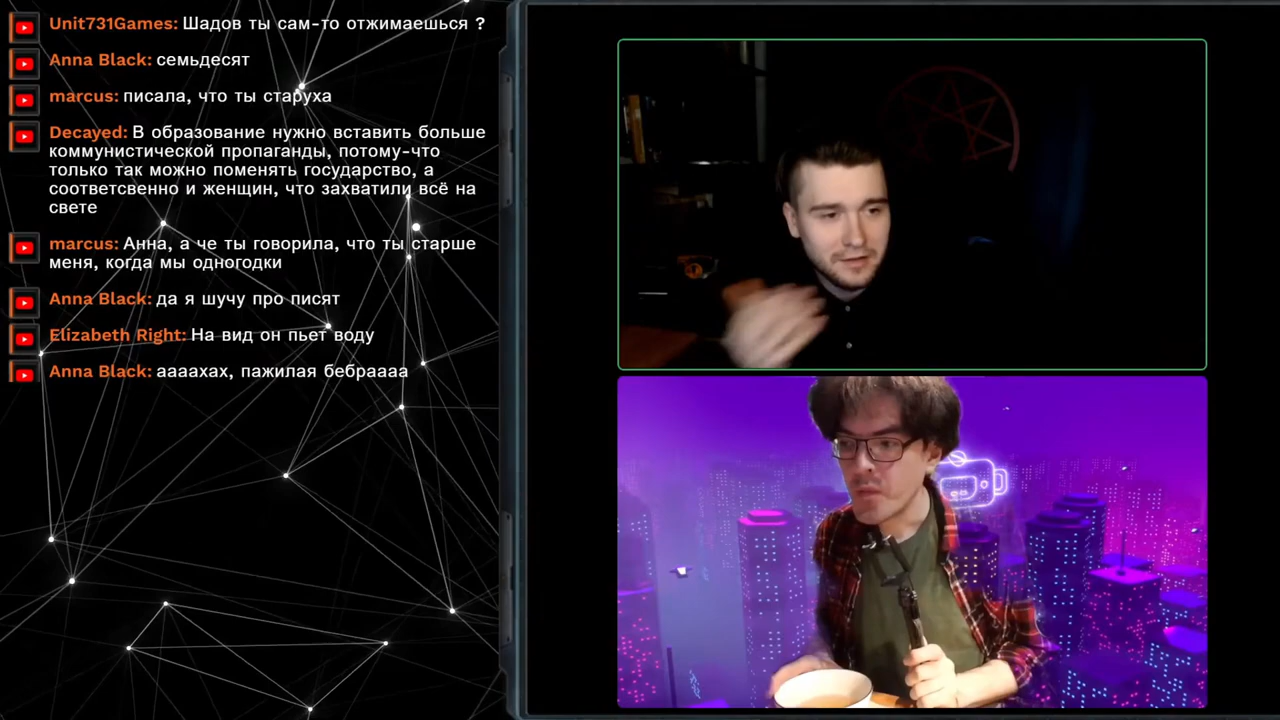 Unit731Games: Шадов ты сам-то отжимаешься ?
Anna Black: семьдесят
marcus: писала, что ты старуха
Decayed: В образование нужно вставить больше
коммунистической пропаганды, потому-что
только так можно поменять государство, а
соответсвенно и женщин, что захватили всё на
свете
marcus: Анна, а че ты говорила, что ты старше
меня, когда мы одногодки
Anna Black: да я шучу про писят
Elizabeth Right: На вид он пьет воду
Anna Black: аааахах, пажилая бебраааа